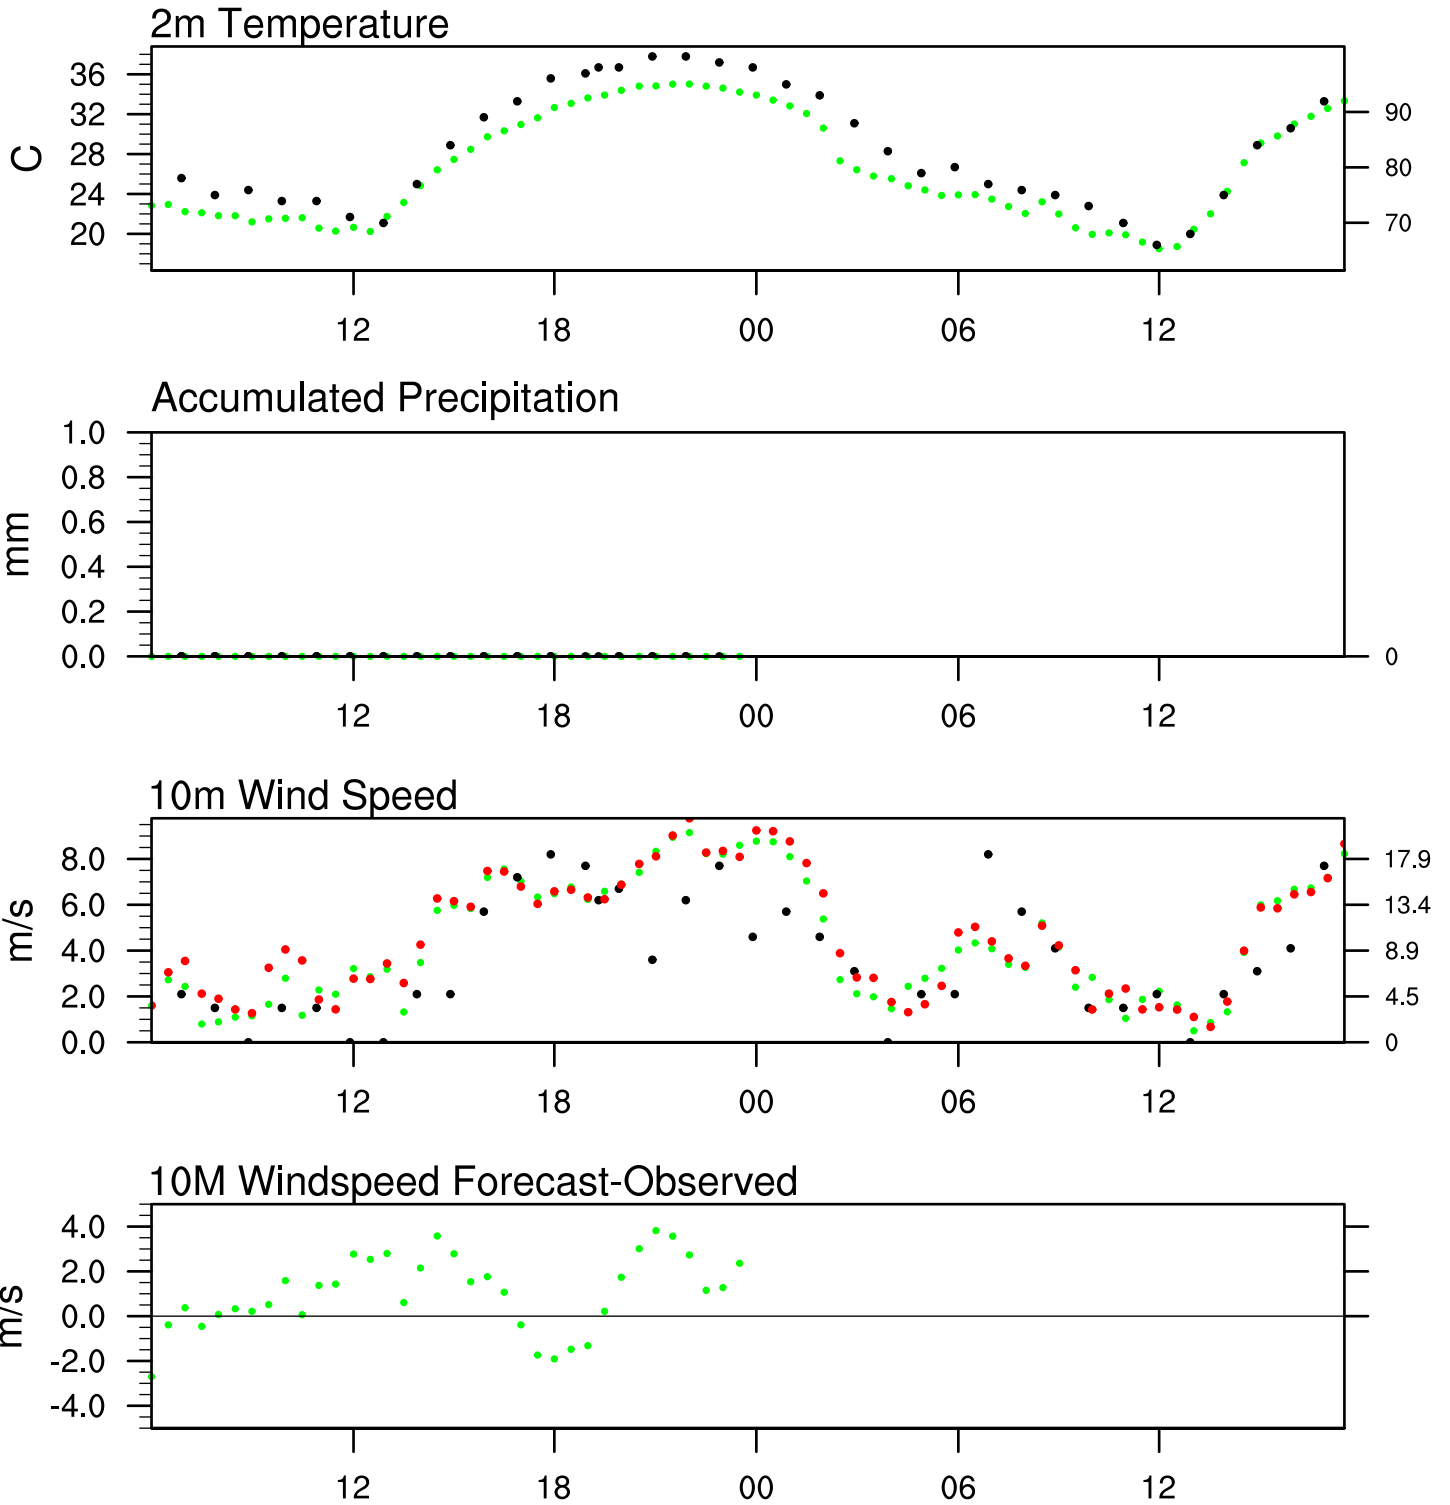 2m Temperature
36
32
28
24
20
C
90
80
70
12 18 00 06 12
Accumulated Precipitation
1.0
0.8
0.6
0.4
0.2
0.0
mm
0
12 18 00 06 12
10m Wind Speed
8.0
6.0
4.0
2.0
0.0
m/s
17.9
13.4
8.9
4.5
0
12 18 00 06 12
10M Windspeed Forecast-Observed
4.0
2.0
0.0
-2.0
-4.0
m/s
12 18 00 06 12